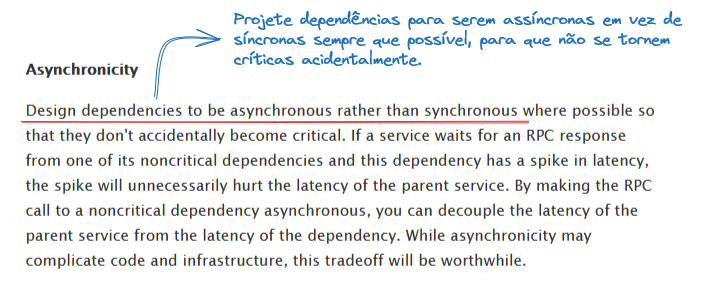 Projete dependências para serem assíncronas em vez de
síncronas sempre que possível, para que não se tornem
críticas acidentalmente.
Asynchronicity
Design dependencies to be asynchronous rather than synchronous where possible so
that they don't accidentally become critical. If a service waits for an RPC response
from one of its noncritical dependencies and this dependency has a spike in latency,
the spike will unnecessarily hurt the latency of the parent service. By making the RPC
call to a noncritical dependency asynchronous, you can decouple the latency of the
parent service from the latency of the dependency. While asynchronicity may
complicate code and infrastructure, this tradeoff will be worthwhile.